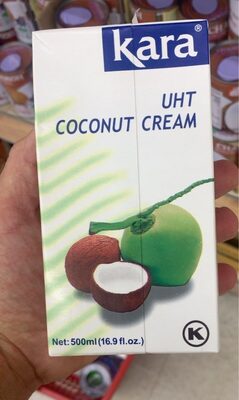 kara®
UHT
COCONUT CREAM
Net: 500ml (16.9 fl.oz.)
K